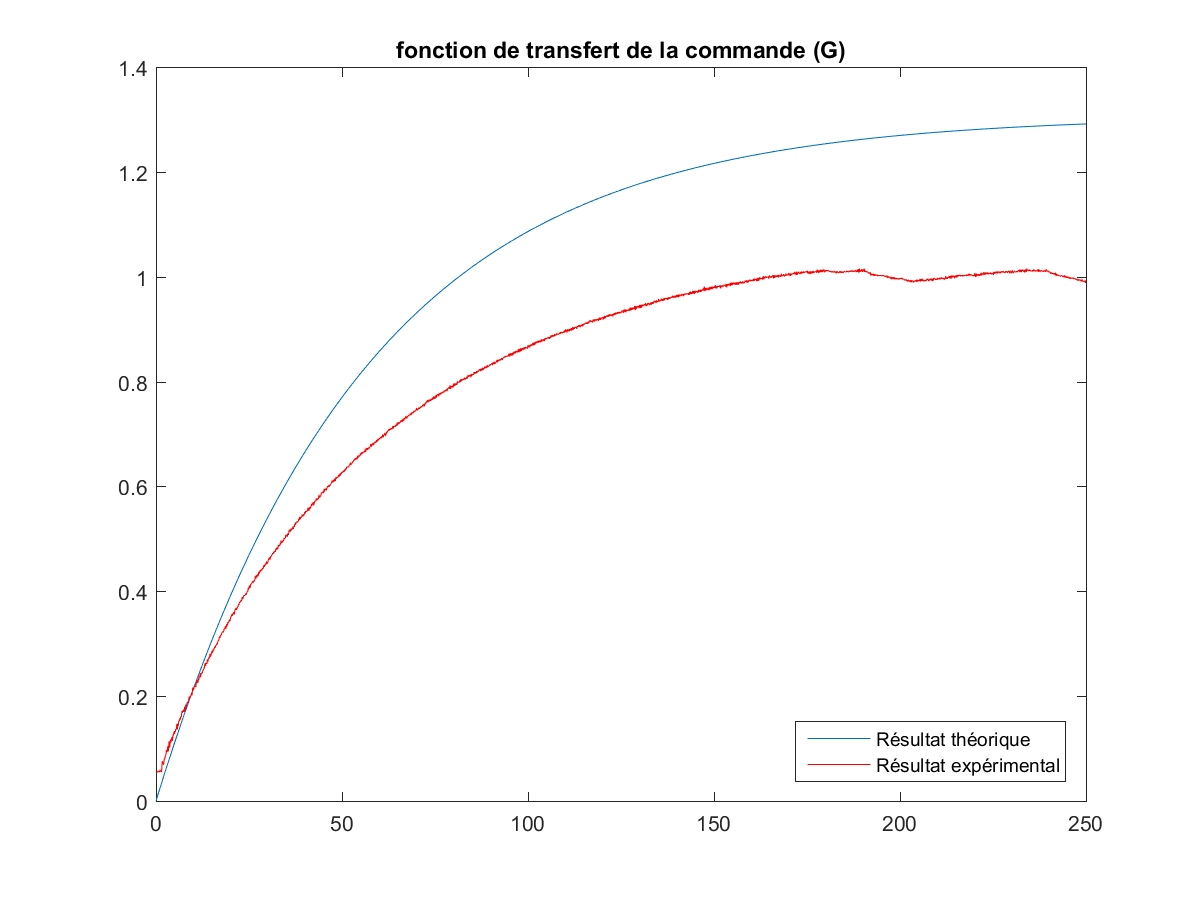 fonction de transfert de la commande (G)
1.4
1.2
1
0.8
0.6
0.4
0.2
0
0 50 100 150 200 250
Résultat théorique
Résultat expérimental